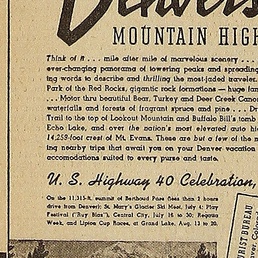 Denver's
MOUNTAIN HIGH
Think of it . . . mile after mile of marvelous scenery . . .
ever-changing panorama of towering peaks and spreading
ing words to describe and thrilling the most-jaded traveler.
Park of the Red Rocks, gigantic rock formations — huge
. . . Motor thru beautiful Bear, Turkey and Deer Creek Cano
waterfalls and forests of fragrant spruce and pine . . . Dr
Trail to the top of Lookout Mountain and Buffalo Bill's tomb
Echo Lake, and over the nation's most elevated auto hi
14,259-foot crest of Mt. Evans. These are but a few of the m
ing nearby trips that await you on your Denver vacation
accomodations suited to every purse and taste.
U. S. Highway 40 Celebration,
On the 11,315-ft. summit of Berthoud Pass (less than 2 hours
drive from Denver); St. Mary's Glacier Ski Meet, July 4; Play
Festival ("Ruy Blas"), Central City, July 16 to 30; Regatta
Week, and Lipton Cup Races, at Grand Lake, Aug. 13 to 20.
RIST BUREAU